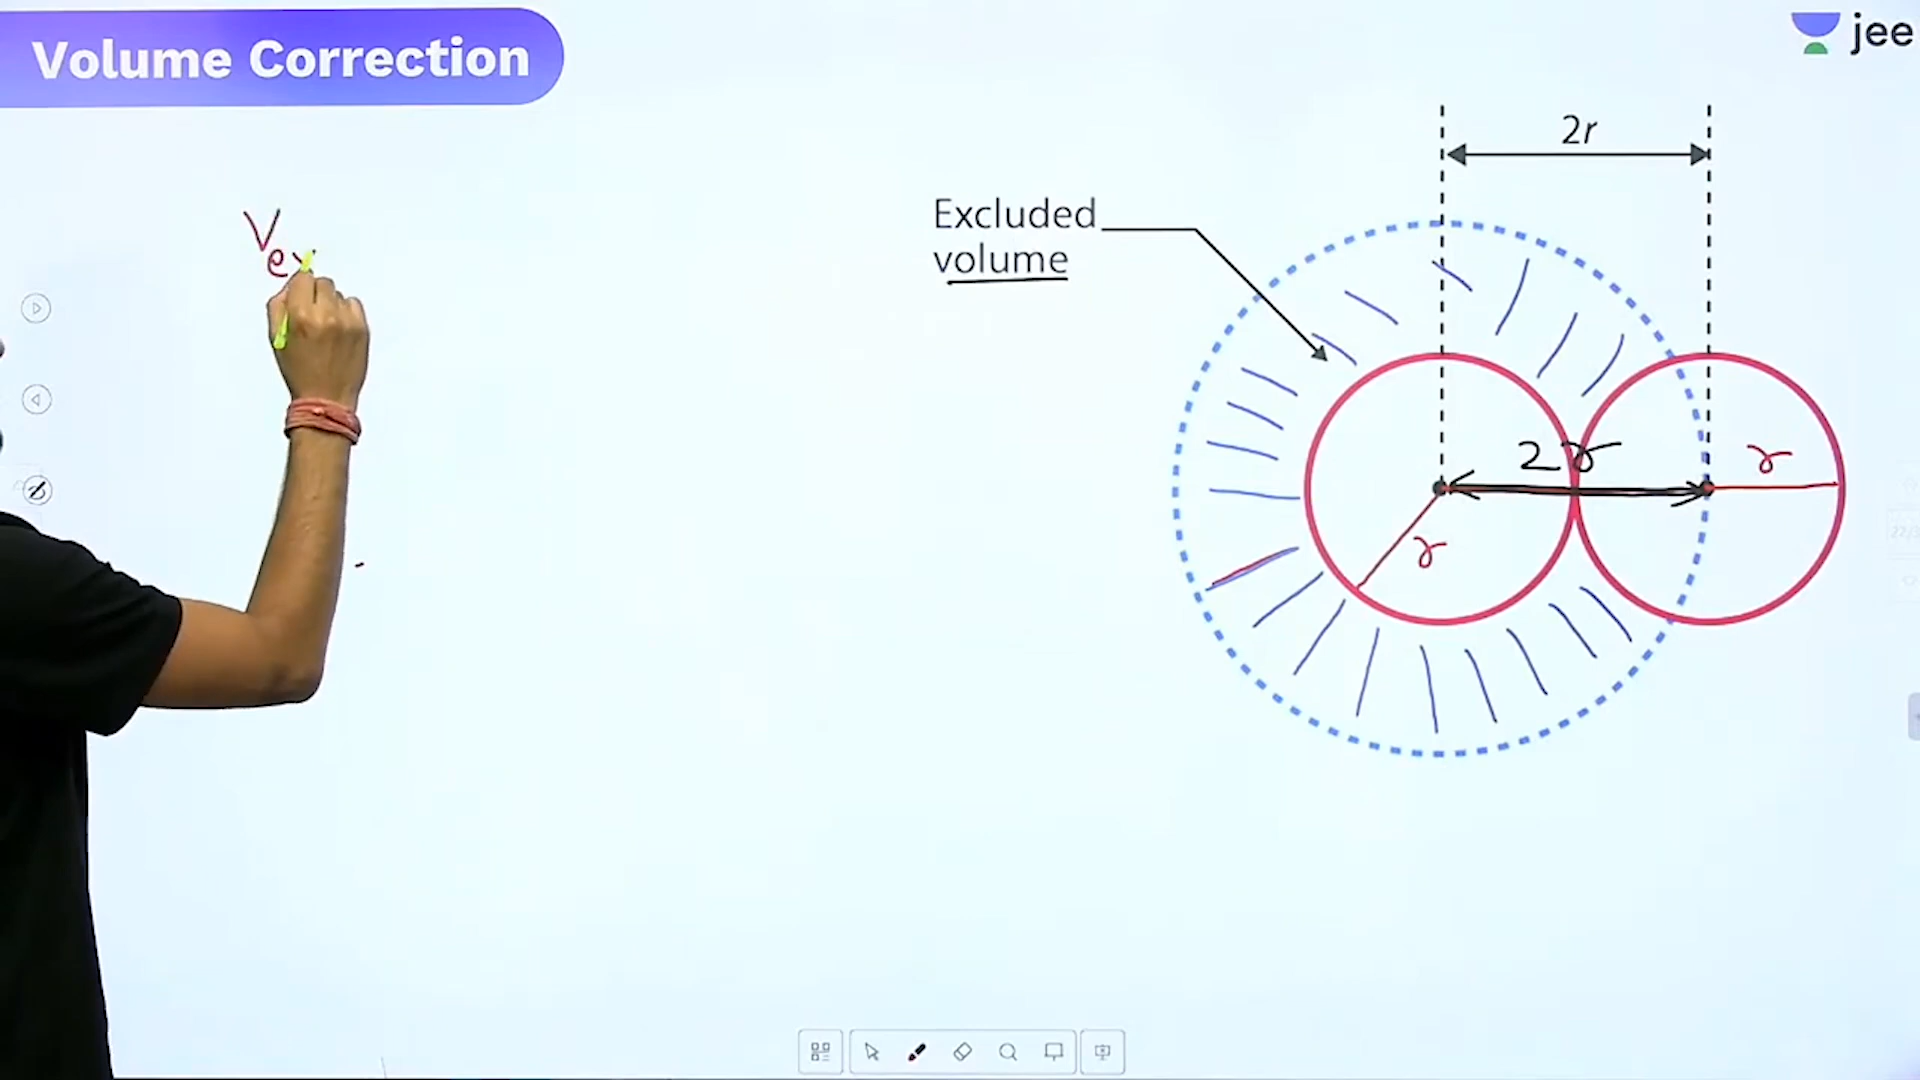 Volume Correction
jee
2r
Excluded
volume
Vex
2r
r
r